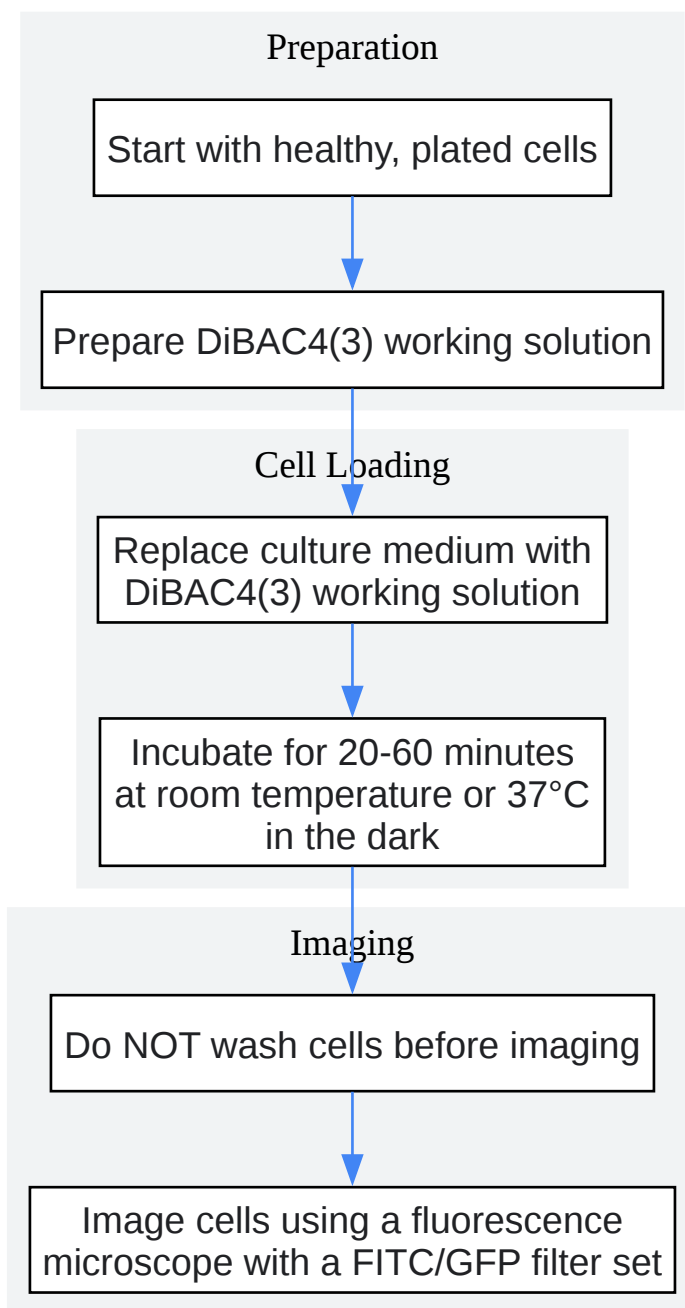 Preparation
Start with healthy, plated cells
Prepare DiBAC4(3) working solution
Cell Loading
Replace culture medium with
DiBAC4(3) working solution
Incubate for 20-60 minutes
at room temperature or 37°C
in the dark
Imaging
Do NOT wash cells before imaging
Image cells using a fluorescence
microscope with a FITC/GFP filter set